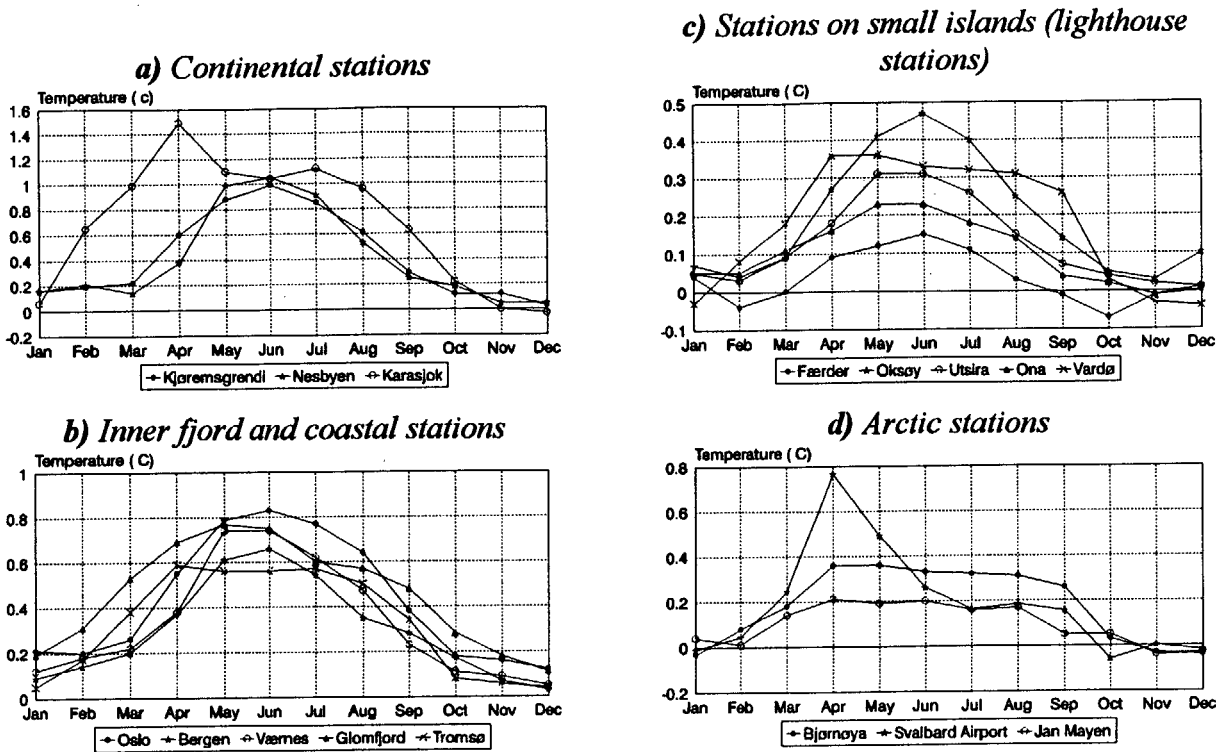 a) Continental stations
Temperature ( c)
1.6
1.4
1.2
1
0.8
0.6
0.4
0.2
0
-0.2
Jan Feb Mar Apr May Jun Jul Aug Sep Oct Nov Dec
Kjøremsgrendi Nesbyen Karasjok
b) Inner fjord and coastal stations
Temperature ( C)
1
0.8
0.6
0.4
0.2
0
Jan Feb Mar Apr May Jun Jul Aug Sep Oct Nov Dec
Oslo Bergen Værnes Glomfjord Tromsø
c) Stations on small islands (lighthouse
stations)
Temperature ( C)
0.5
0.4
0.3
0.2
0.1
0
-0.1
Jan Feb Mar Apr May Jun Jul Aug Sep Oct Nov Dec
Færder Oksøy Utsira Ona Vardø
d) Arctic stations
Temperature ( C)
0.8
0.6
0.4
0.2
0
-0.2
Jan Feb Mar Apr May Jun Jul Aug Sep Oct Nov Dec
Bjørnøya Svalbard Airport Jan Mayen